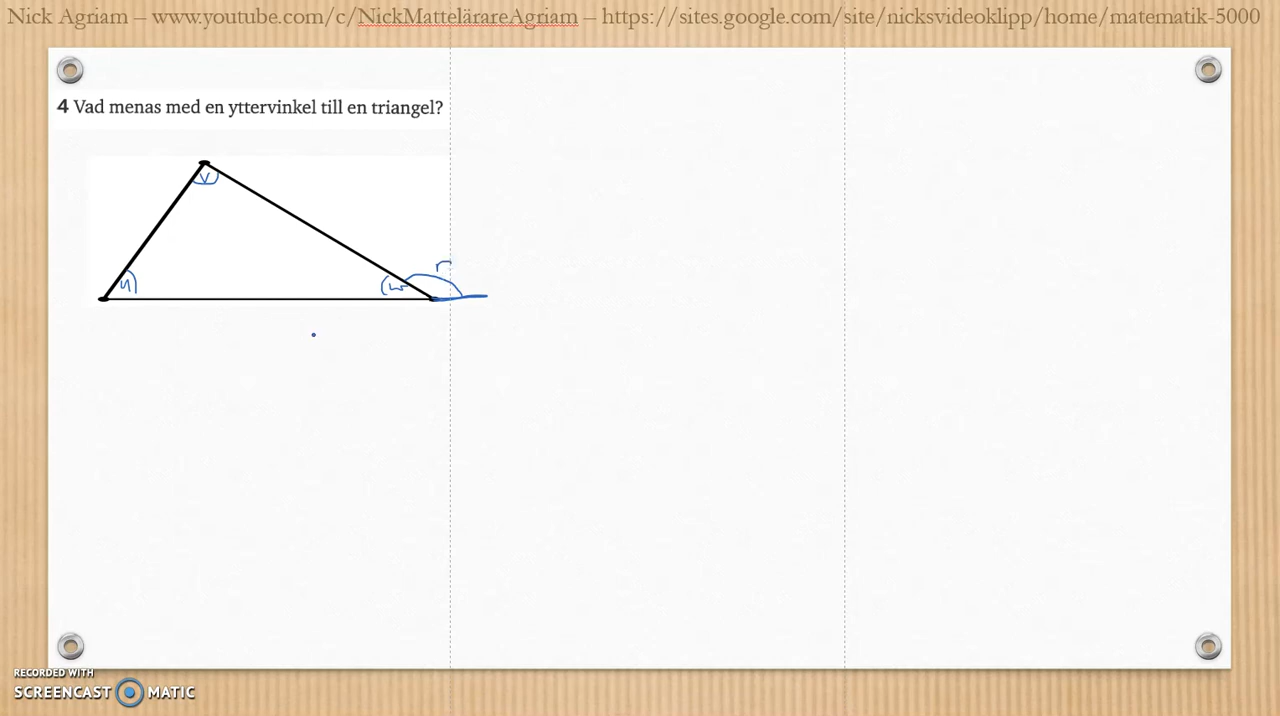 Nick Agriam – www.youtube.com/c/NickMattelärareAgriam – https://sites.google.com/site/nicksvideoklipp/home/matematik-5000
4 Vad menas med en yttervinkel till en triangel?
v
r
u
w
RECORDED WITH
SCREENCAST MATIC